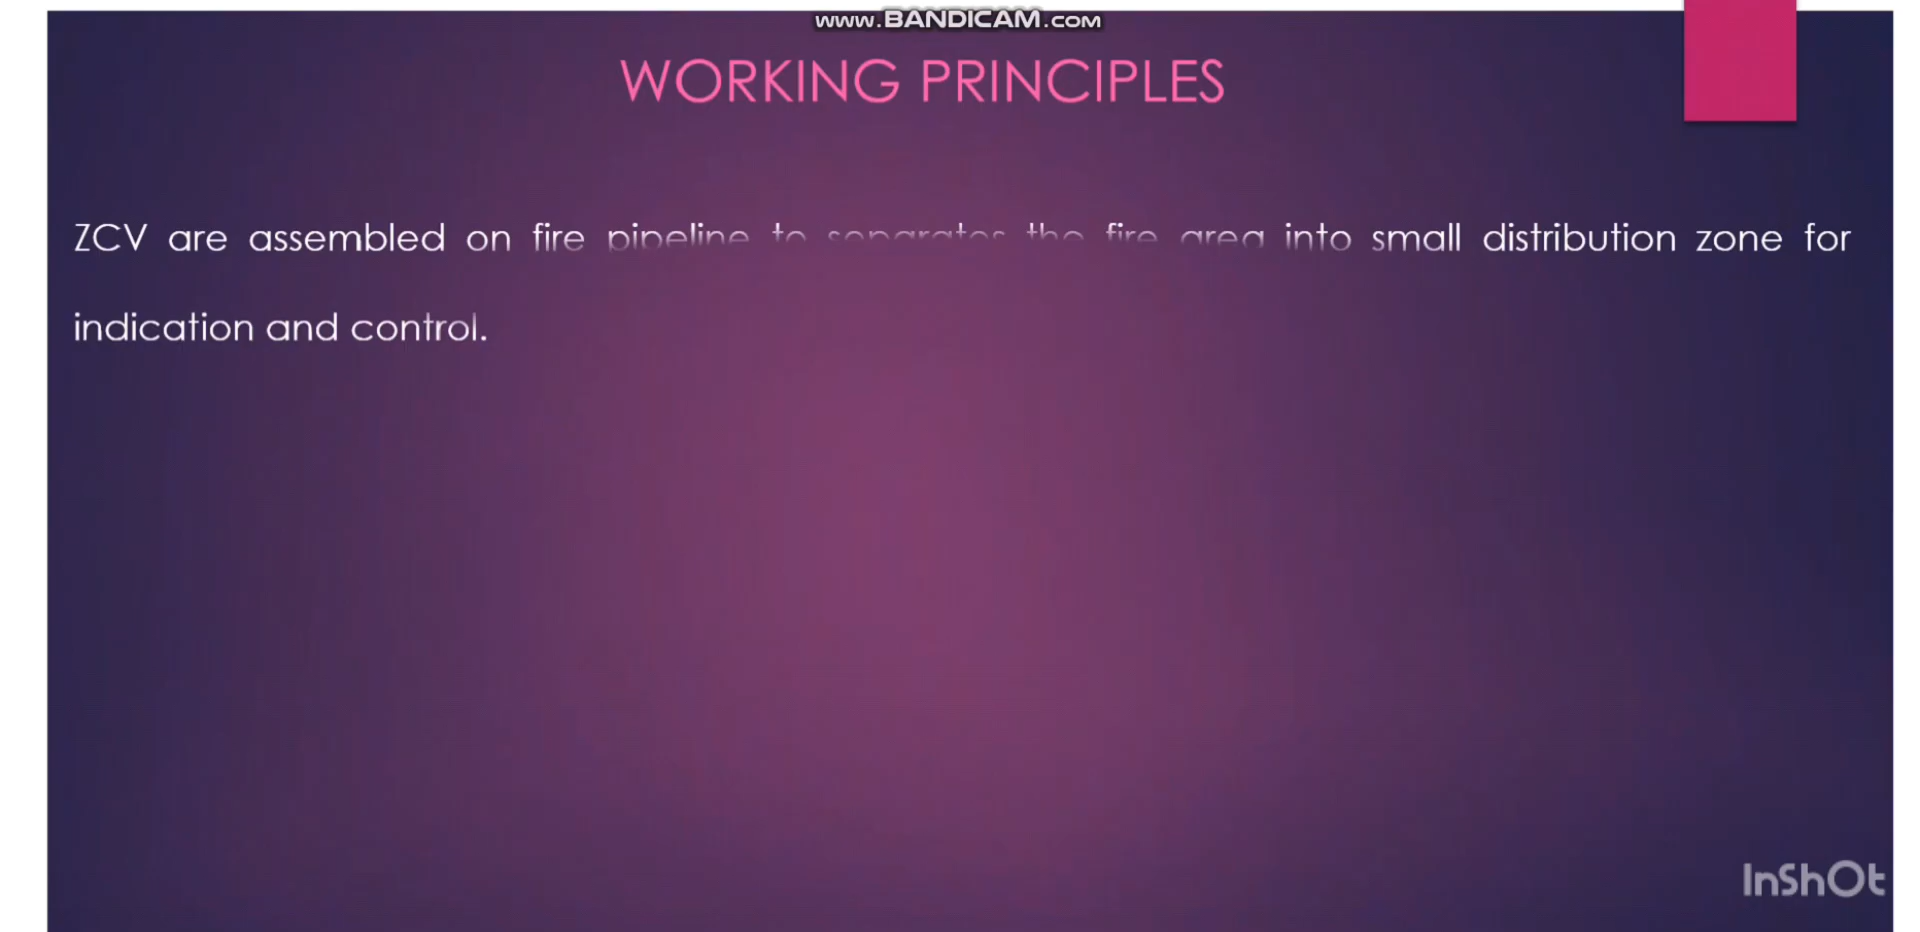 www.BANDICAM.com
WORKING PRINCIPLES
ZCV are assembled on fire pipeline to separates the fire area into small distribution zone for
indication and control.
InShOt